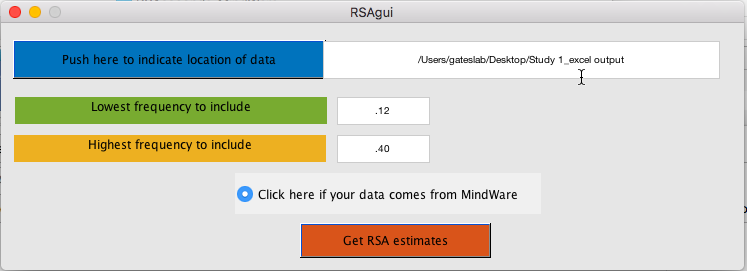 RSAgui
Push here to indicate location of data
/Users/gateslab/Desktop/Study 1_excel output
Lowest frequency to include
.12
Highest frequency to include
.40
Click here if your data comes from MindWare
Get RSA estimates